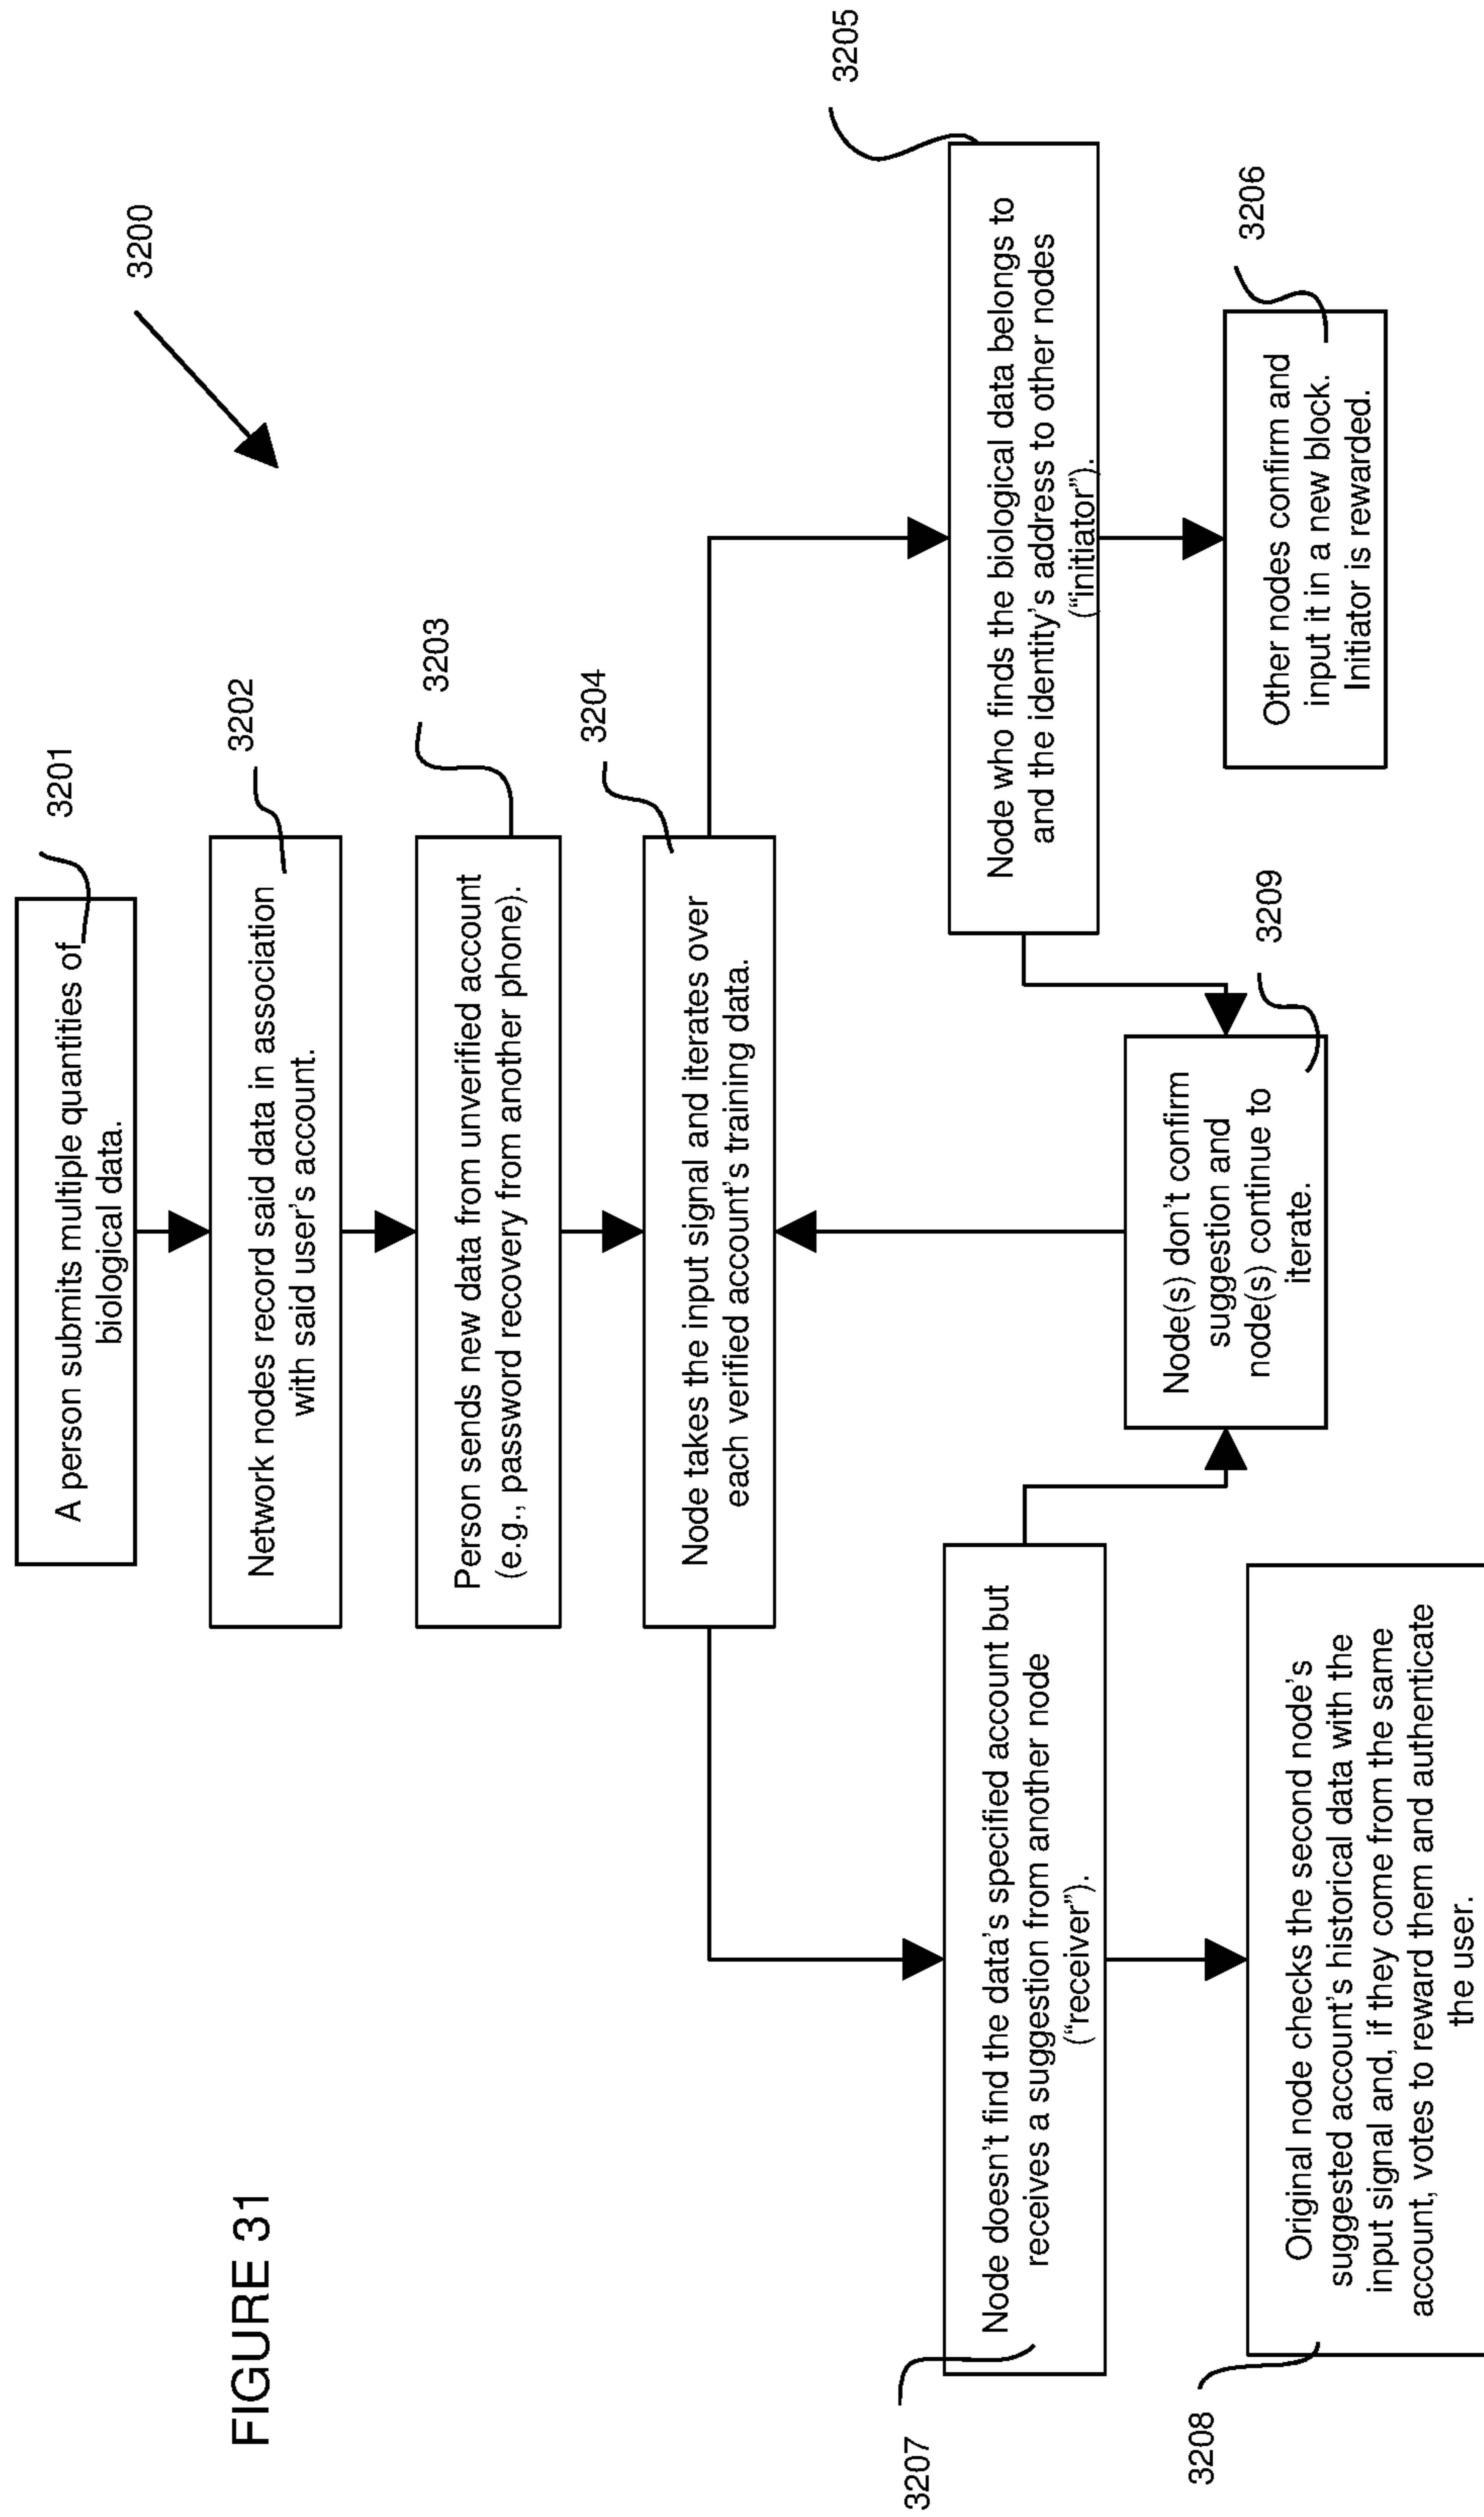 FIGURE 31
3200
A person submits multiple quantities of
biological data.
3201
Network nodes record said data in association
with said user's account.
3202
Person sends new data from unverified account
(e.g., password recovery from another phone).
3203
Node takes the input signal and iterates over
each verified account's training data.
3204
Node who finds the biological data belongs to
and the identity's address to other nodes
(“initiator”).
3205
Other nodes confirm and
input it in a new block.
Initiator is rewarded.
3206
Node doesn't find the data's specified account but
receives a suggestion from another node
(“receiver”).
3207
Original node checks the second node's
suggested account's historical data with the
input signal and, if they come from the same
account, votes to reward them and authenticate
the user.
3208
Node(s) don't confirm
suggestion and
node(s) continue to
iterate.
3209